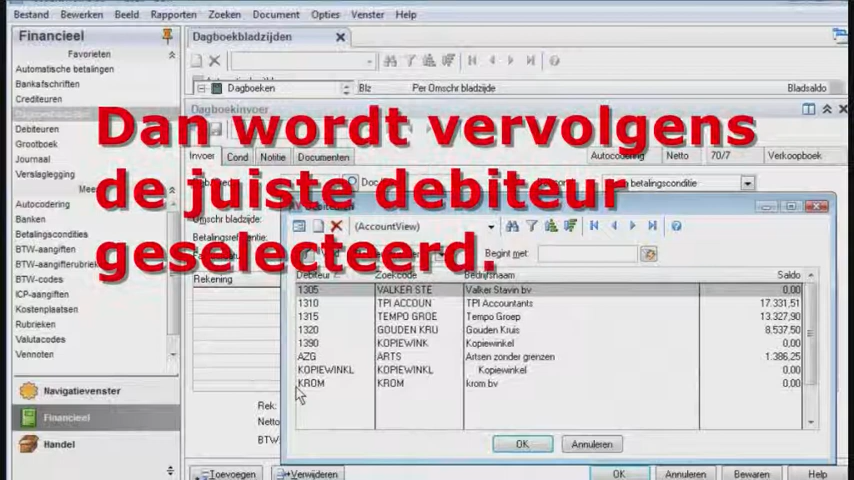 Bestand Bewerken Beeld Rapporten Zoeken Document Opties Venster Help
Financieel
Dagboekbladzijden
Favorieten
Automatische betalingen
Bankafschriften
Crediteuren
Debiteuren
Grootboek
Journaal
Verslaglegging
Autocodering
Banken
Betalingscondities
BTW-aangiften
BTW-aangifterubriek
BTW-codes
ICP-aangiften
Kostenplaatsen
Rubrieken
Valutacodes
Vennoten
Navigatievenster
Financieel
Handel
Dagboeken Blz Per Omschr bladzijde Bladsaldo
Dagboekinvoer
Invoer Cond Notitie Documenten Autocodering Netto 70/7 Verkoopboek
Dan wordt vervolgens
de juiste debiteur
geselecteerd.
betalingsconditie
Omschr bladzijde:
Rekening
(AccountView)
Begint met:
Debiteur Zoekcode Bedrijfsnaam Saldo
1305 VALKER STE Valker Stavin bv 0,00
1310 TPI ACCOUN TPI Accountants 17.331,51
1315 TEMPO GROE Tempo Groep 13.327,90
1320 GOUDEN KRU Gouden Kruis 8.537,50
1390 KOPIEWINK Kopiewinkel 0,00
AZG ARTS Artsen zonder grenzen 1.386,25
KOPIEWINKL KOPIEWINKL Kopiewinkel 0,00
KROM KROM krom bv 0,00
OK Annuleren
Rek:
Netto
BTW
Toevoegen Verwijderen OK Annuleren Bewaren Help